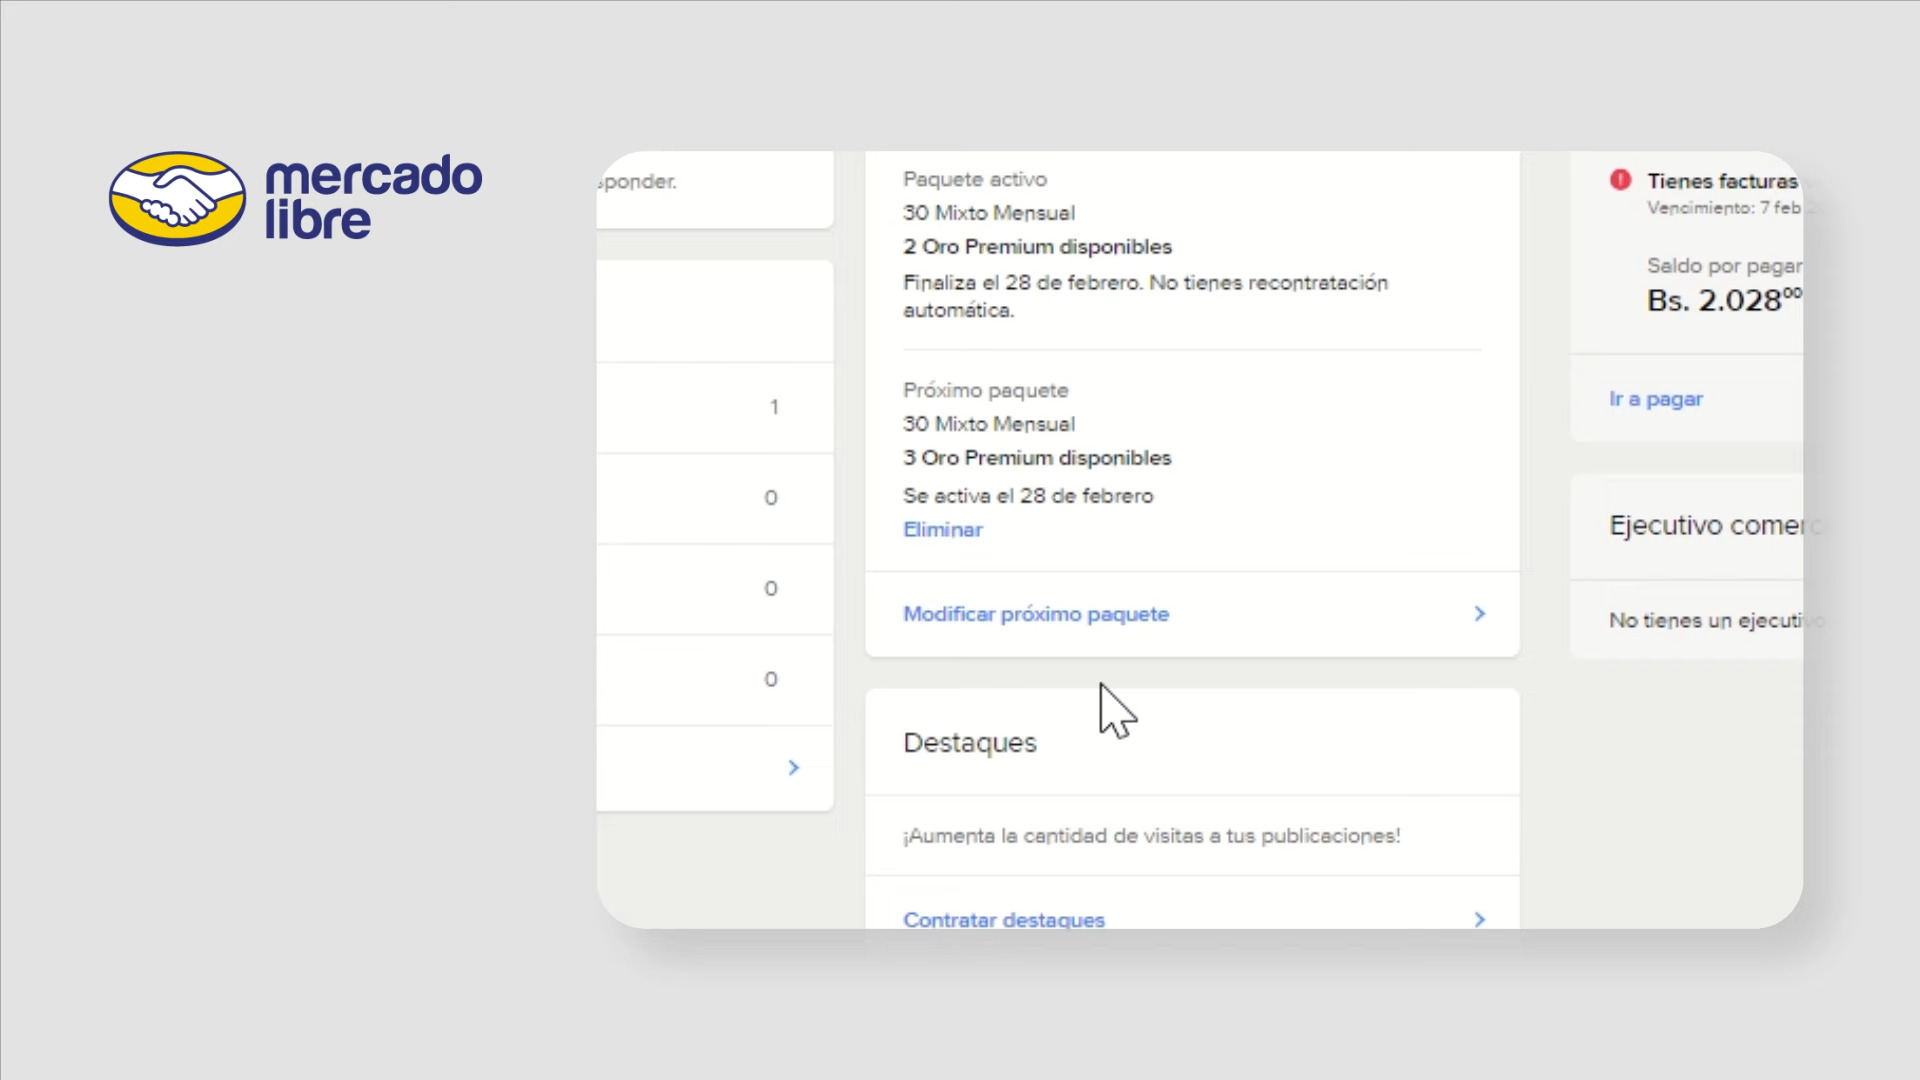 mercado
libre
sponder.
1
0
0
0
Paquete activo
30 Mixto Mensual
2 Oro Premium disponibles
Finaliza el 28 de febrero. No tienes recontratación
automática.
Próximo paquete
30 Mixto Mensual
3 Oro Premium disponibles
Se activa el 28 de febrero
Eliminar
Modificar próximo paquete
Destaques
¡Aumenta la cantidad de visitas a tus publicaciones!
Contratar destaques
Tienes facturas
Vencimiento: 7 feb
Saldo por pagar
Bs. 2.028⁰⁰
Ir a pagar
Ejecutivo comerc
No tienes un ejecutivo